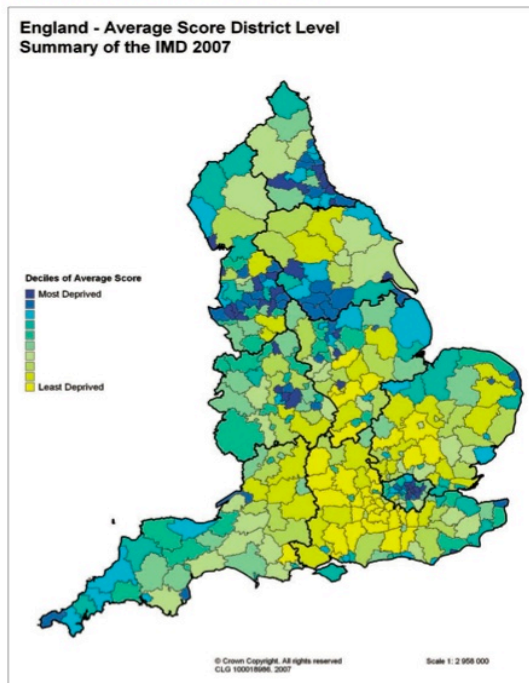 England - Average Score District Level
Summary of the IMD 2007
Deciles of Average Score
Most Deprived
Least Deprived
© Crown Copyright. All rights reserved
CLG 100018986. 2007
Scale 1: 2 958 000